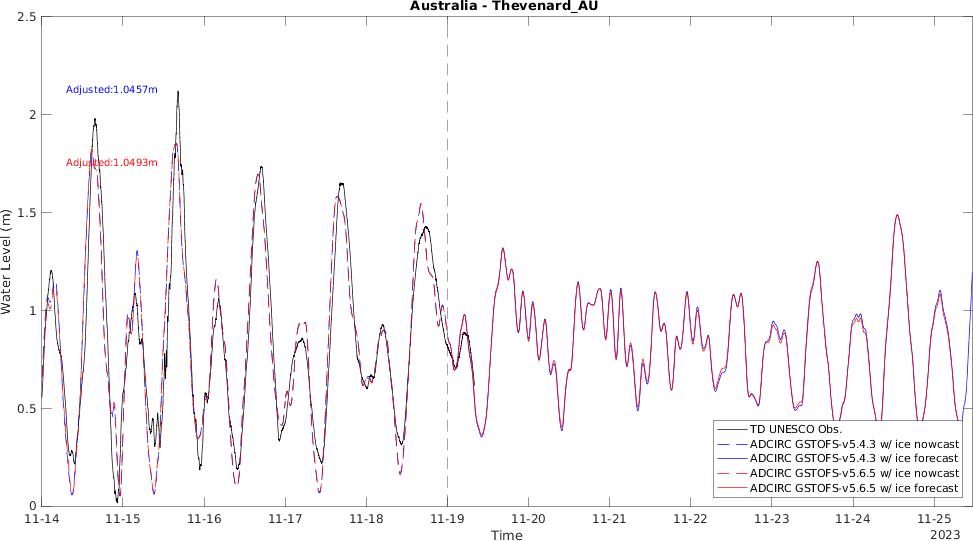 Australia - Thevenard_AU
2.5
2
1.5
1
0.5
0
Water Level (m)
Adjusted:1.0457m
Adjusted:1.0493m
TD UNESCO Obs.
ADCIRC GSTOFS-v5.4.3 w/ ice nowcast
ADCIRC GSTOFS-v5.4.3 w/ ice forecast
ADCIRC GSTOFS-v5.6.5 w/ ice nowcast
ADCIRC GSTOFS-v5.6.5 w/ ice forecast
11-14 11-15 11-16 11-17 11-18 11-19 11-20 11-21 11-22 11-23 11-24 11-25
Time
2023